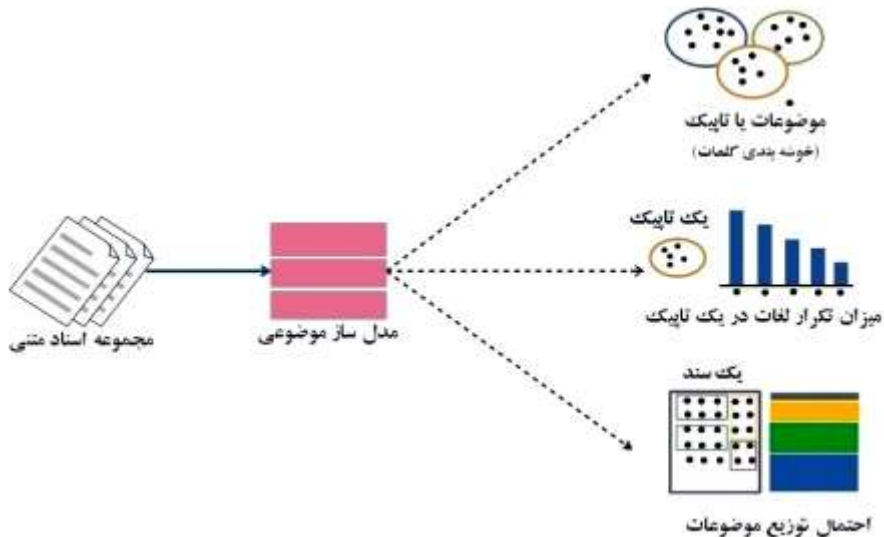 موضوعات یا تاپیک
(خوشه بندی کلمات)
یک تاپیک
میزان تکرار لغات در یک تاپیک
مدل ساز موضوعی
مجموعه اسناد متنی
یک سند
احتمال توزیع موضوعات